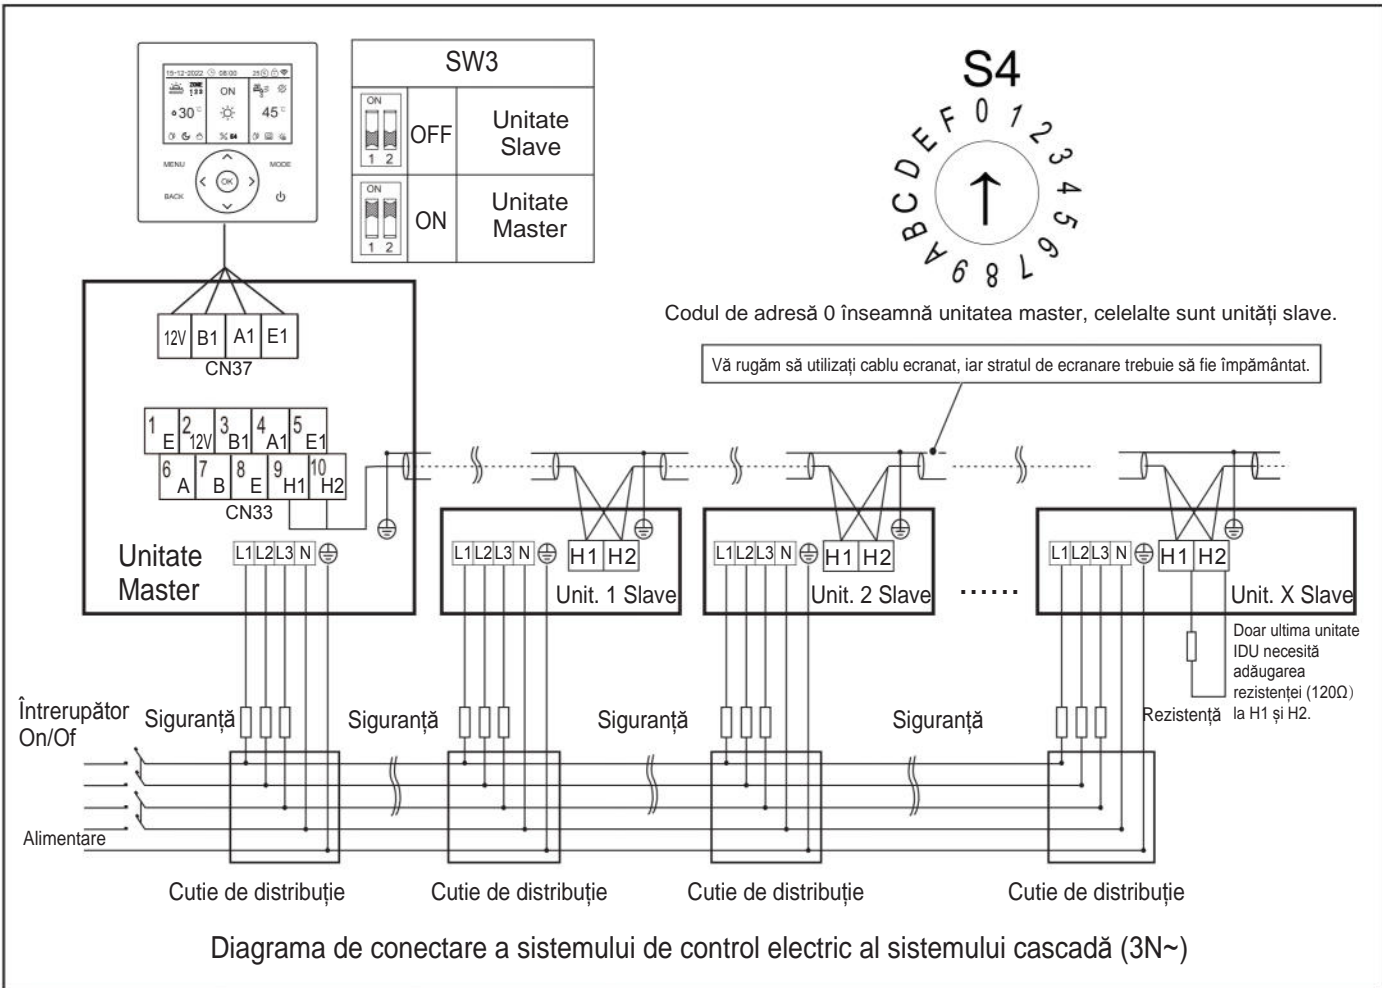 15-12-2022 08:00 25
ZONE
1 2 3
ON
30°C
45°C
MENU
MODE
OK
BACK
SW3
ON
1 2
OFF
Unitate
Slave
ON
1 2
ON
Unitate
Master
S4
0 1 2 3 4 5 6 7 8 9 A B C D E F
Codul de adresă 0 înseamnă unitatea master, celelalte sunt unități slave.
Vă rugăm să utilizați cablu ecranat, iar stratul de ecranare trebuie să fie împământat.
12V B1 A1 E1
CN37
1 E 2 12V 3 B1 4 A1 5 E1
6 A 7 B 8 E 9 H1 10 H2
CN33
Unitate
Master
L1 L2 L3 N
L1 L2 L3 N
H1 H2
Unit. 1 Slave
L1 L2 L3 N
H1 H2
Unit. 2 Slave
......
L1 L2 L3 N
H1 H2
Unit. X Slave
Doar ultima unitate
IDU necesită
adăugarea
rezistenței (120Ω)
la H1 și H2.
Rezistență
Întrerupător
On/Of
Siguranță
Siguranță
Siguranță
Siguranță
Alimentare
Cutie de distribuție
Cutie de distribuție
Cutie de distribuție
Cutie de distribuție
Diagrama de conectare a sistemului de control electric al sistemului cascadă (3N~)